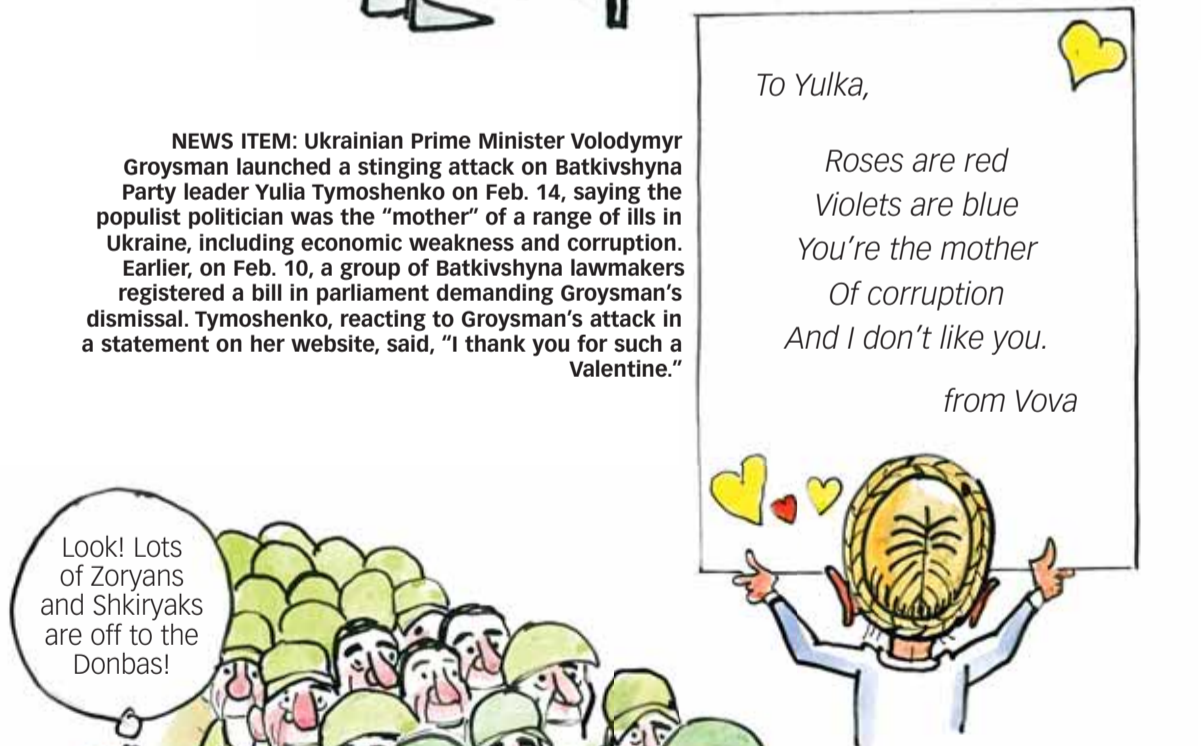 NEWS ITEM: Ukrainian Prime Minister Volodymyr
Groysman launched a stinging attack on Batkivshyna
Party leader Yulia Tymoshenko on Feb. 14, saying the
populist politician was the “mother” of a range of ills in
Ukraine, including economic weakness and corruption.
Earlier, on Feb. 10, a group of Batkivshyna lawmakers
registered a bill in parliament demanding Groysman’s
dismissal. Tymoshenko, reacting to Groysman’s attack in
a statement on her website, said, “I thank you for such a
Valentine.”
To Yulka,
Roses are red
Violets are blue
You’re the mother
Of corruption
And I don’t like you.
from Vova
Look! Lots
of Zoryans
and Shkiryaks
are off to the
Donbas!